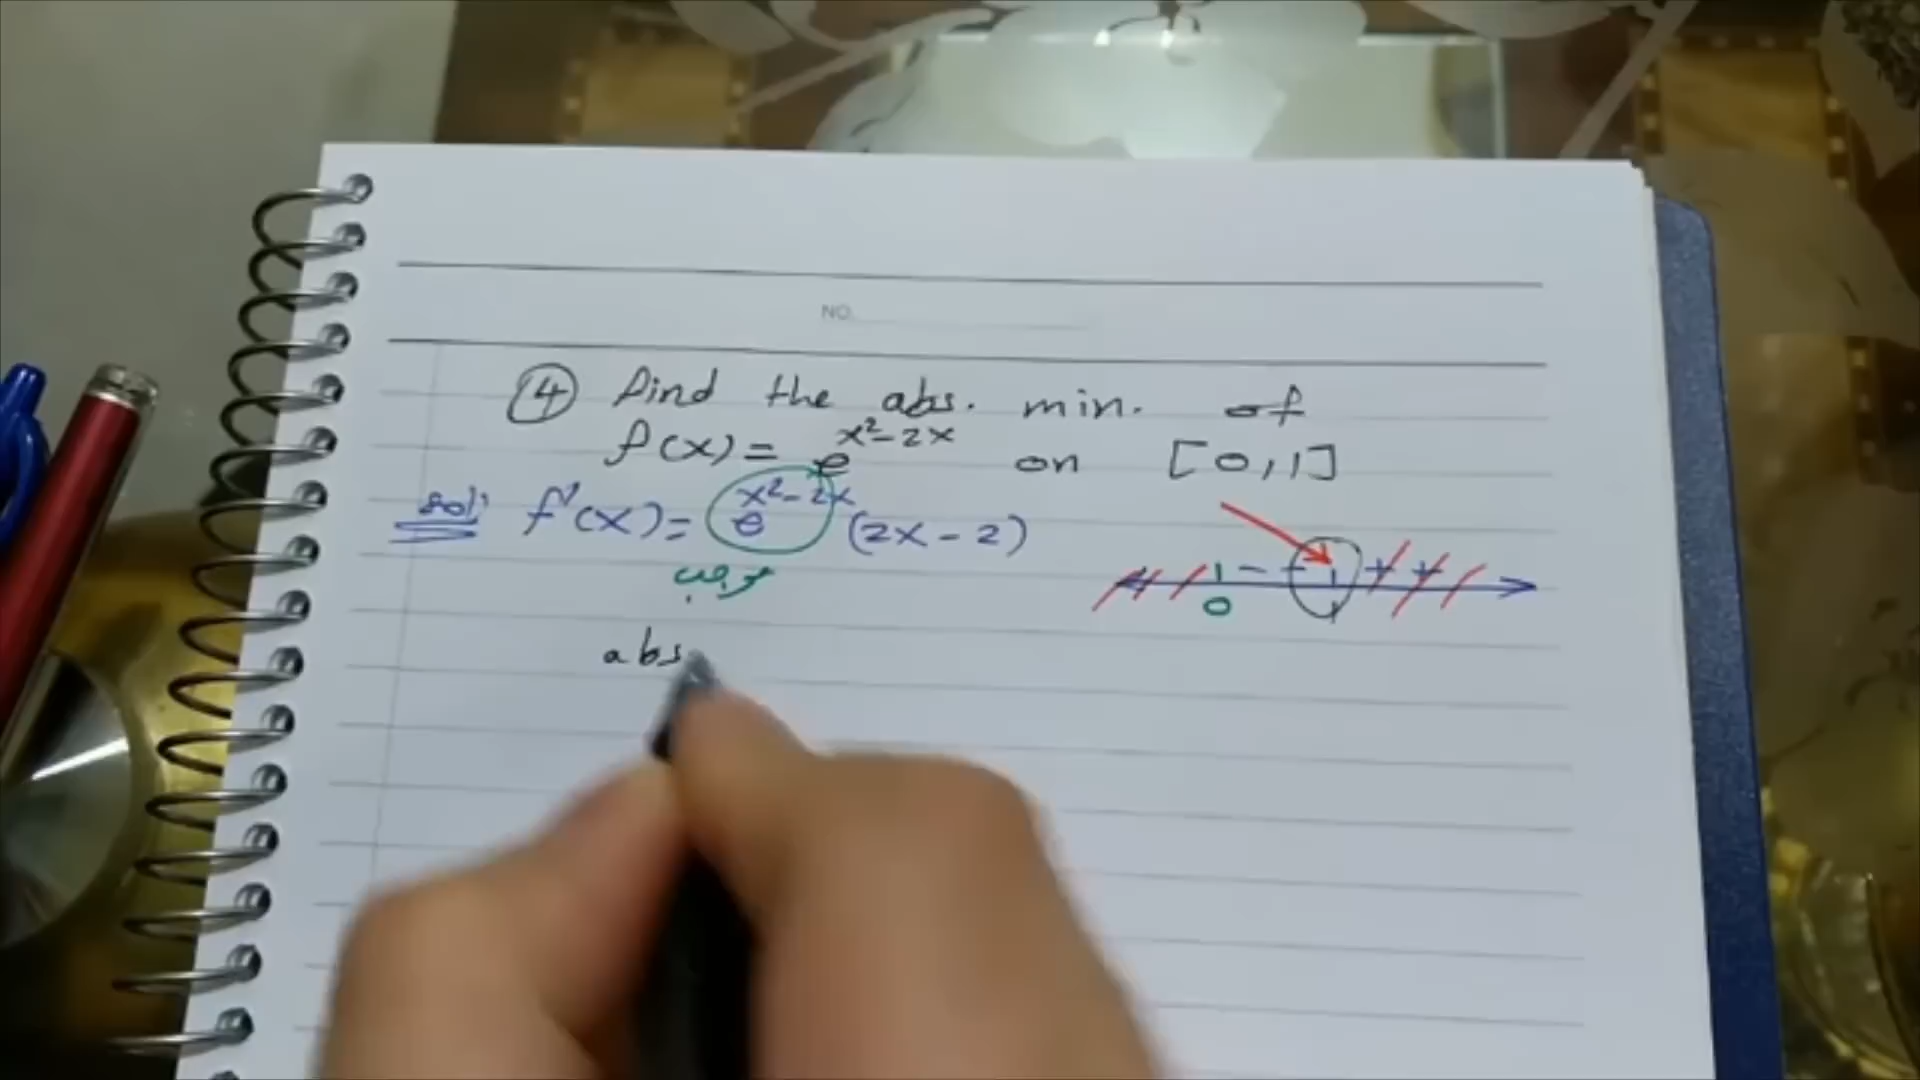 NO.
④ find the abs. min. of
f(x) = e^{x²-2x} on [0,1]
sol: f'(x) = e^{x²-2x} (2x-2)
موجب
- - + +
0 1
abs.